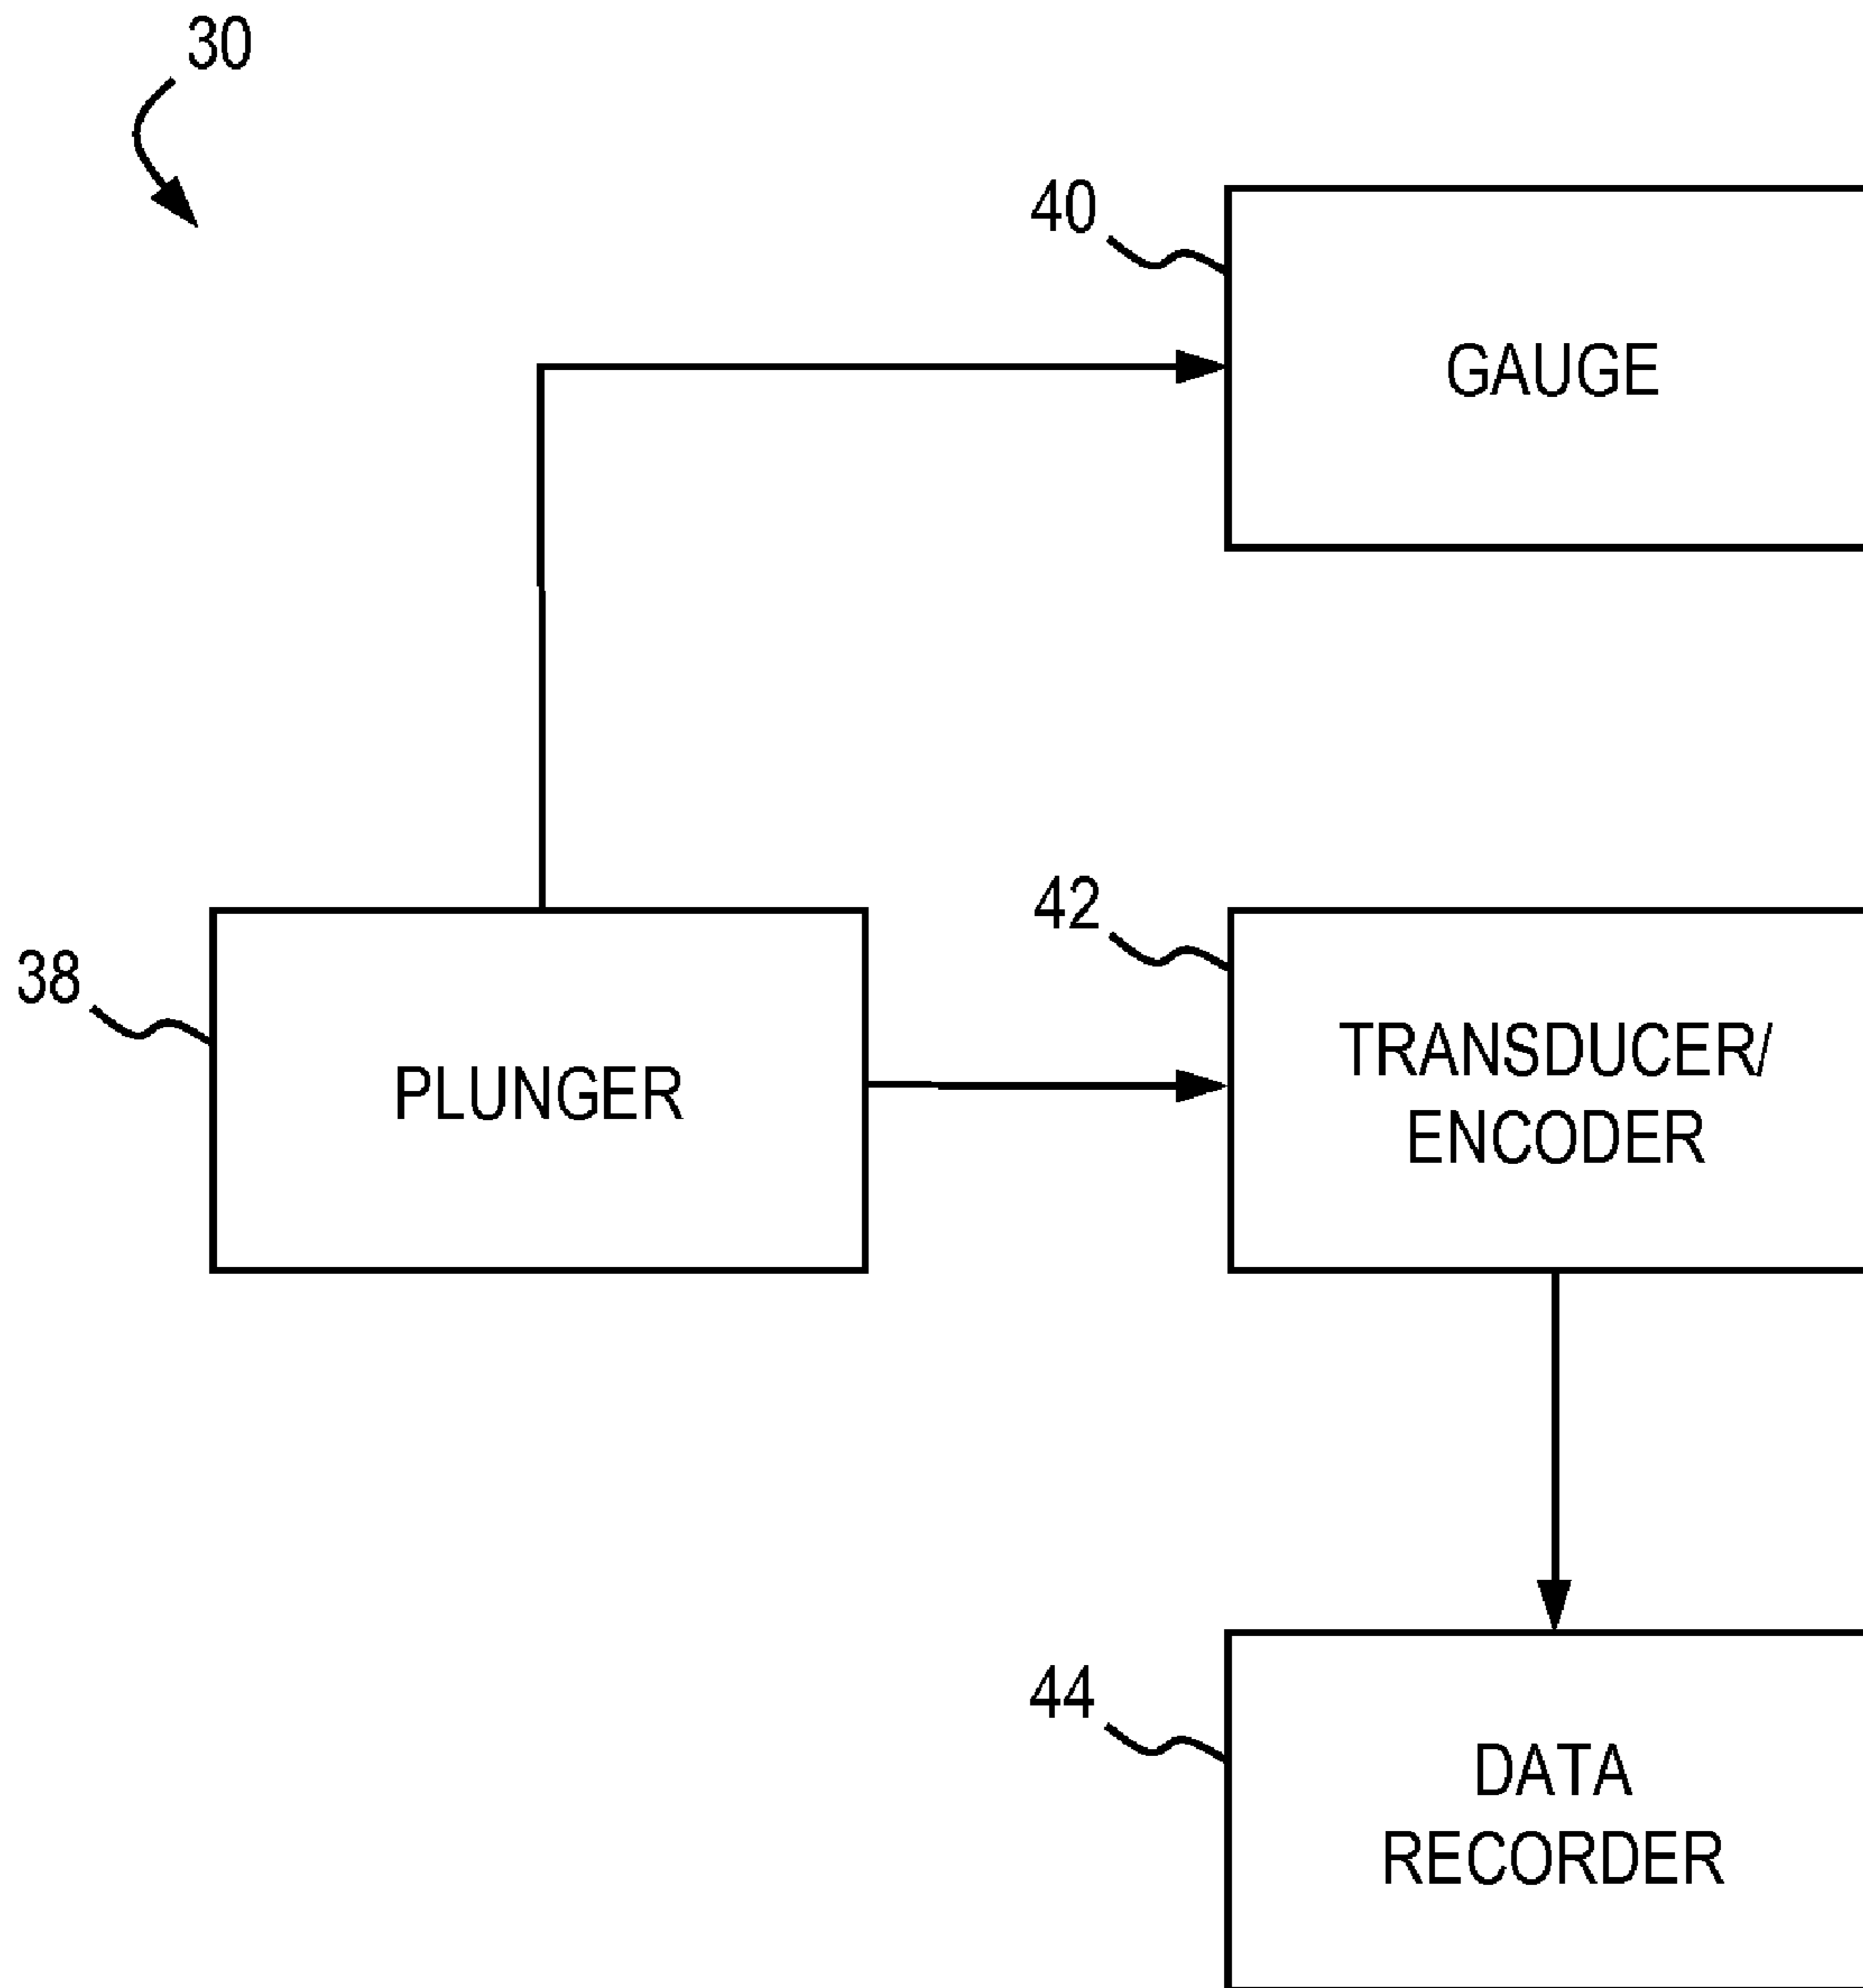 30
40
GAUGE
42
38
TRANSDUCER/
ENCODER
PLUNGER
44
DATA
RECORDER